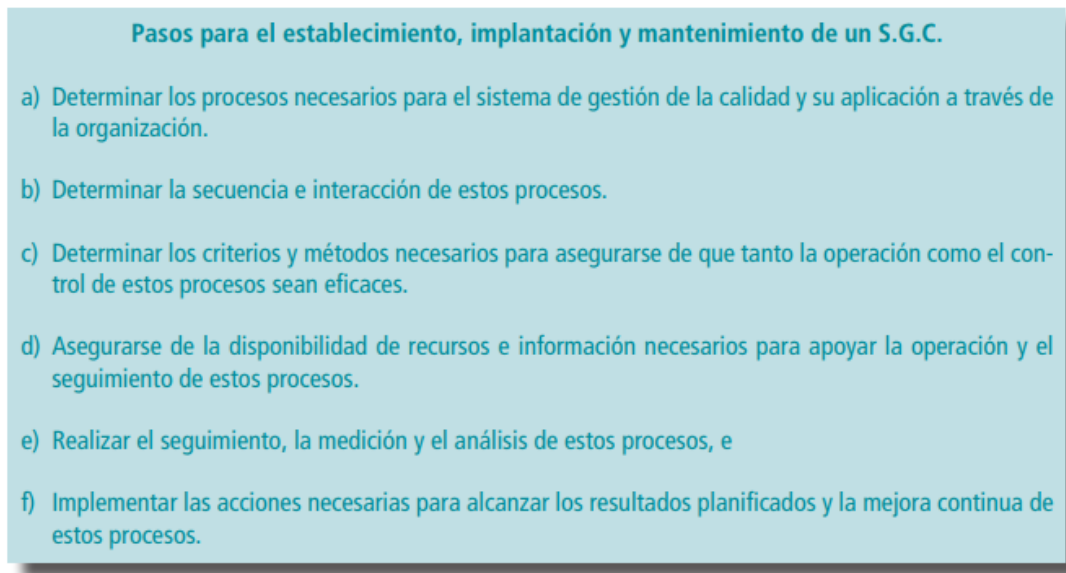 Pasos para el establecimiento, implantación y mantenimiento de un S.G.C.
a) Determinar los procesos necesarios para el sistema de gestión de la calidad y su aplicación a través de
la organización.
b) Determinar la secuencia e interacción de estos procesos.
c) Determinar los criterios y métodos necesarios para asegurarse de que tanto la operación como el con-
trol de estos procesos sean eficaces.
d) Asegurarse de la disponibilidad de recursos e información necesarios para apoyar la operación y el
seguimiento de estos procesos.
e) Realizar el seguimiento, la medición y el análisis de estos procesos, e
f) Implementar las acciones necesarias para alcanzar los resultados planificados y la mejora continua de
estos procesos.